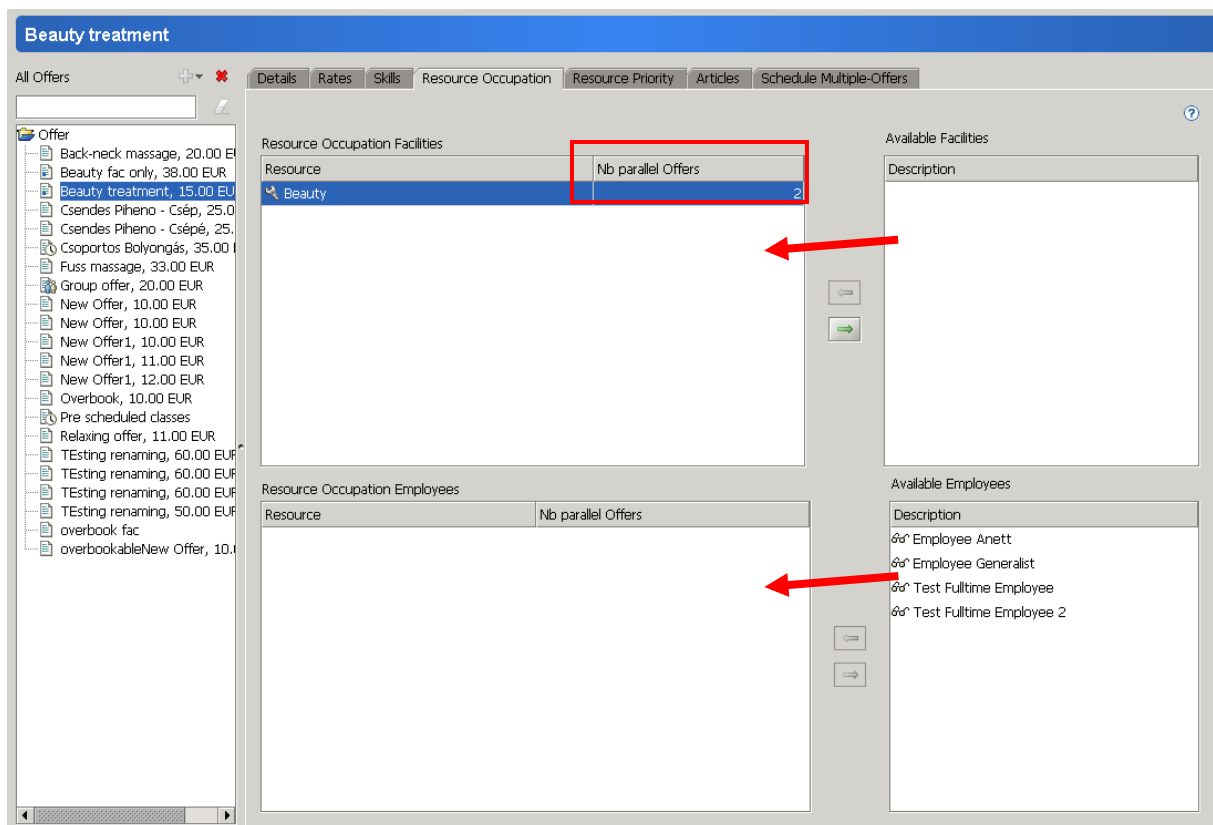 Beauty treatment
All Offers
Details Rates Skills Resource Occupation Resource Priority Articles Schedule Multiple-Offers
Offer
Back-neck massage, 20.00 E
Beauty fac only, 38.00 EUR
Beauty treatment, 15.00 EU
Csendes Piheno - Csép, 25.0
Csendes Piheno - Csépé, 25.
Csoportos Bolyongás, 35.00
Fuss massage, 33.00 EUR
Group offer, 20.00 EUR
New Offer, 10.00 EUR
New Offer, 10.00 EUR
New Offer1, 10.00 EUR
New Offer1, 11.00 EUR
New Offer1, 12.00 EUR
Overbook, 10.00 EUR
Pre scheduled classes
Relaxing offer, 11.00 EUR
TEsting renaming, 60.00 EUR
TEsting renaming, 60.00 EUR
TEsting renaming, 60.00 EUR
TEsting renaming, 50.00 EUR
overbook fac
overbookableNew Offer, 10.
Resource Occupation Facilities
Resource Nb parallel Offers
Beauty 2
Available Facilities
Description
Resource Occupation Employees
Resource Nb parallel Offers
Available Employees
Description
Employee Anett
Employee Generalist
Test Fulltime Employee
Test Fulltime Employee 2